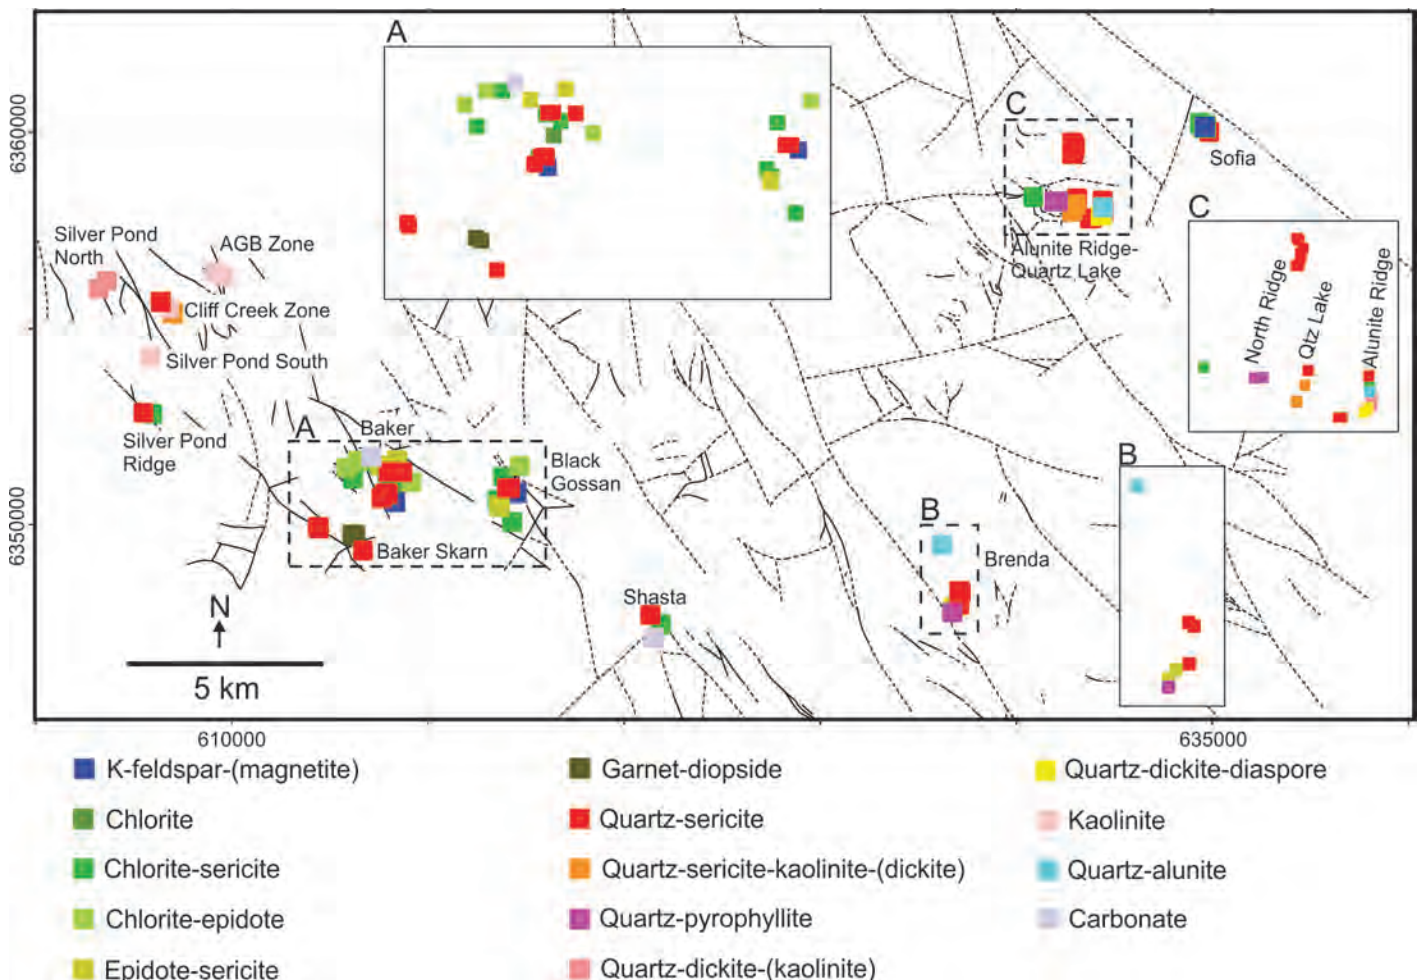 A
C
6360000
Sofia
Silver Pond
North
AGB Zone
Alunite Ridge-
Quartz Lake
C
North Ridge
Qtz Lake
Alunite Ridge
Cliff Creek Zone
Silver Pond South
A
Baker
Silver Pond
Ridge
Black
Gossan
B
B
6350000
Baker Skarn
Brenda
N
Shasta
5 km
610000
635000
K-feldspar-(magnetite)
Garnet-diopside
Quartz-dickite-diaspore
Chlorite
Quartz-sericite
Kaolinite
Chlorite-sericite
Quartz-sericite-kaolinite-(dickite)
Quartz-alunite
Chlorite-epidote
Quartz-pyrophyllite
Carbonate
Epidote-sericite
Quartz-dickite-(kaolinite)